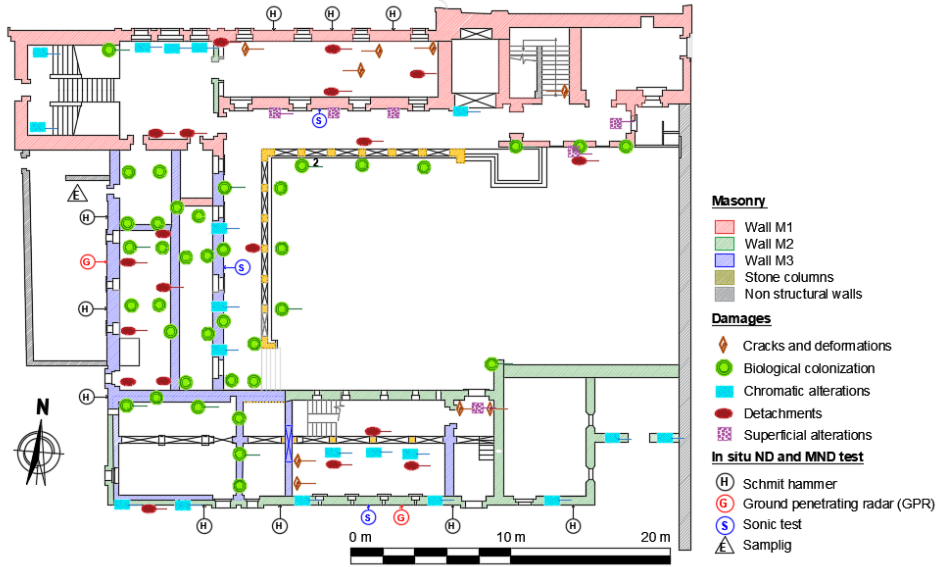 H H H
S
2
E
H
G
S
H
H
N
H H S G H H
0 m 10 m 20 m
Masonry
Wall M1
Wall M2
Wall M3
Stone columns
Non structural walls
Damages
Cracks and deformations
Biological colonization
Chromatic alterations
Detachments
Superficial alterations
In situ ND and MND test
H Schmit hammer
G Ground penetrating radar (GPR)
S Sonic test
E Samplig